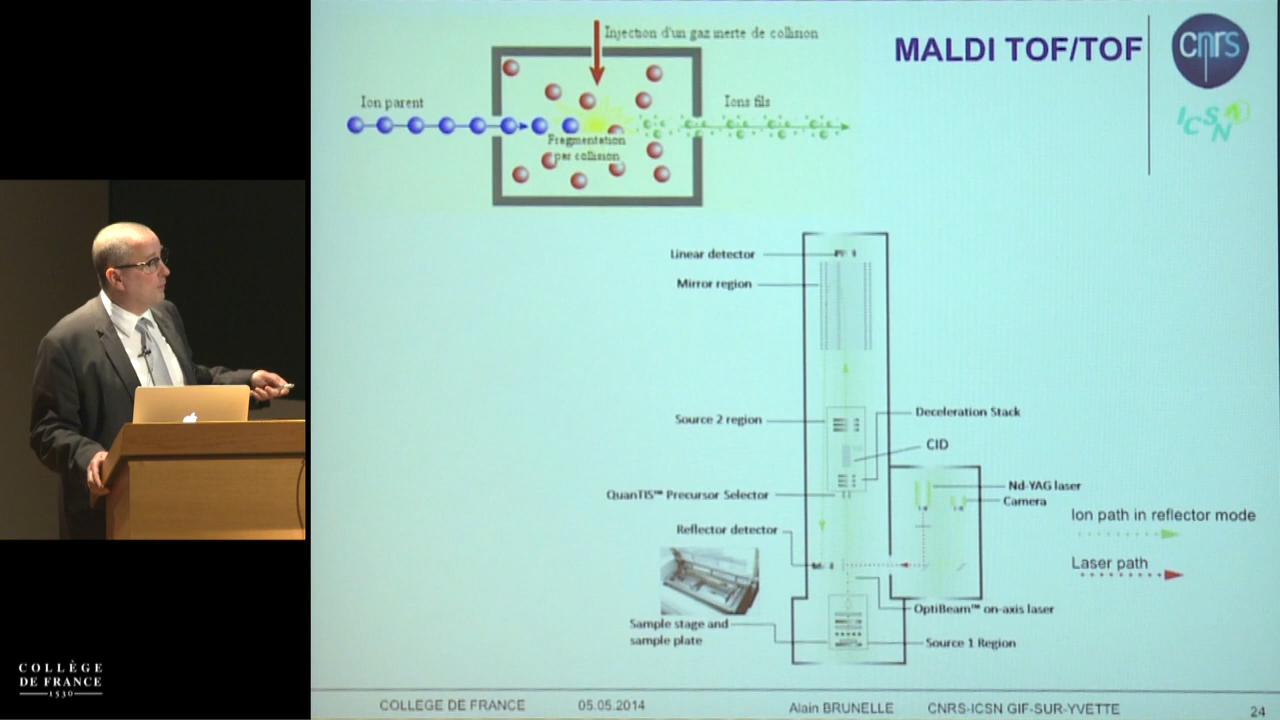 Injection d'un gaz inerte de collision
MALDI TOF/TOF
cnrs
ICSN
Ion parent
Ions fils
Fragmentation
par collision
Linear detector
Mirror region
Source 2 region
Deceleration Stack
CID
QuanTIS™ Precursor Selector
Nd-YAG laser
Camera
Reflector detector
Ion path in reflector mode
Laser path
OptiBeam™ on-axis laser
Sample stage and
sample plate
Source 1 Region
COLLÈGE
DE FRANCE
1530
COLLEGE DE FRANCE 05.05.2014 Alain BRUNELLE CNRS-ICSN GIF-SUR-YVETTE 24